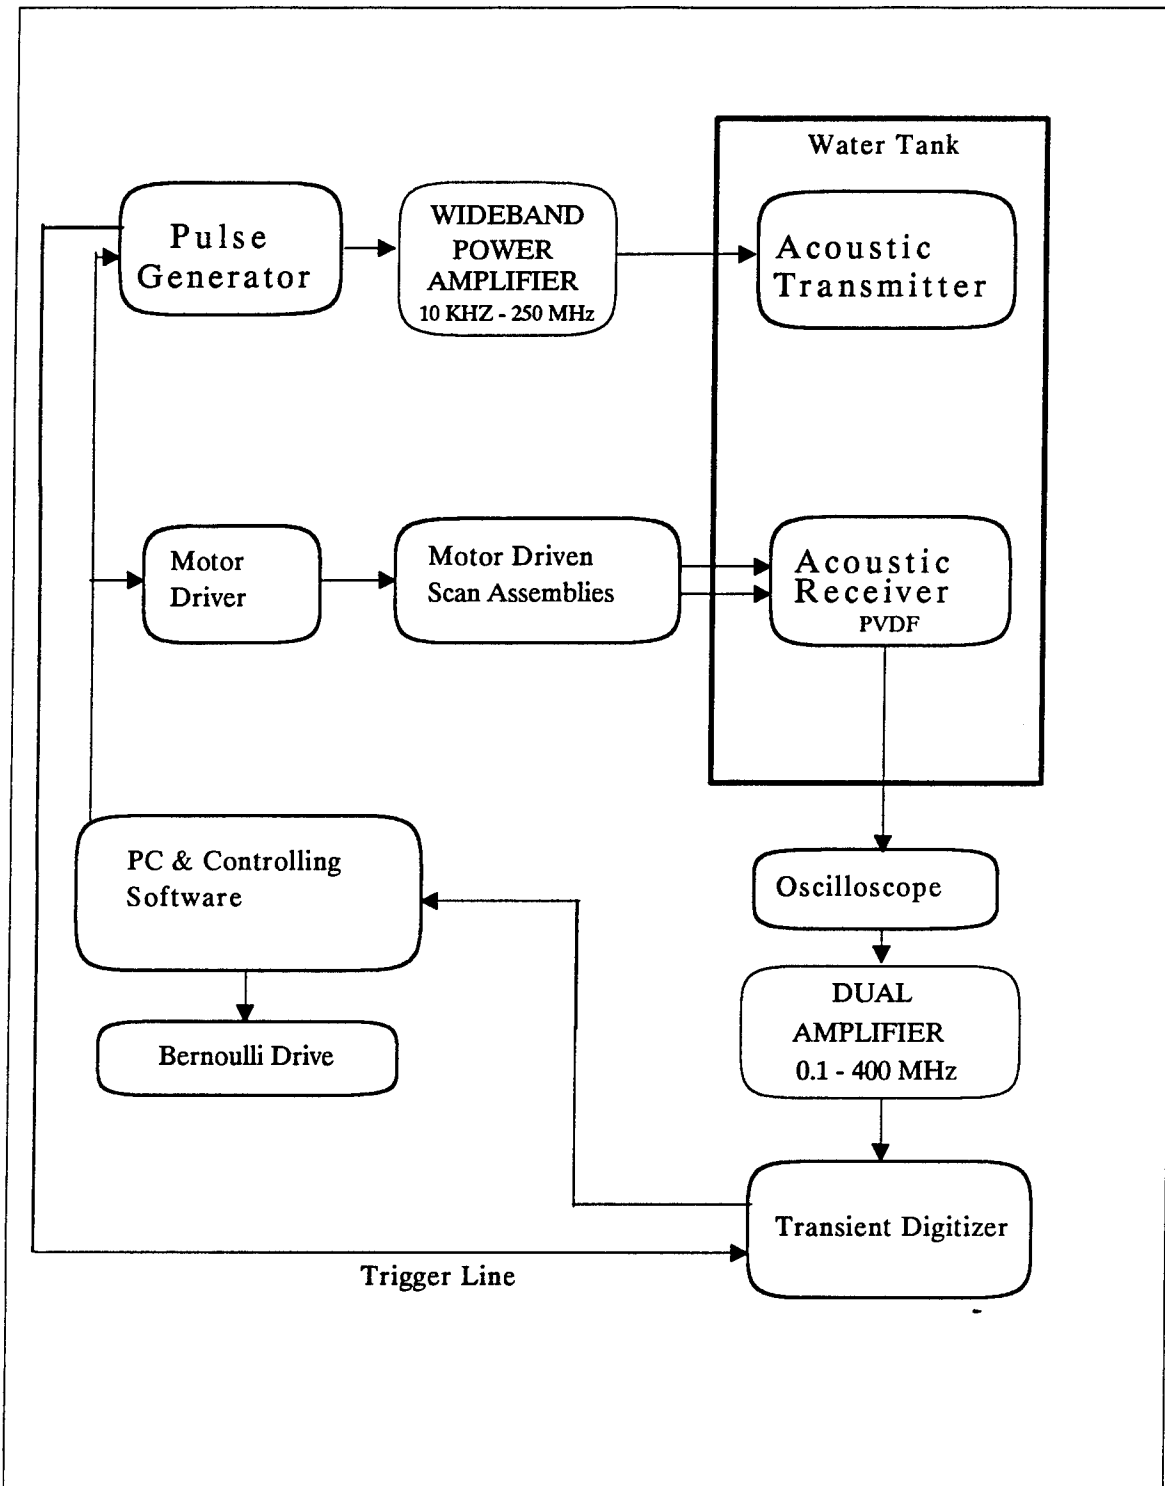 Water Tank
Pulse
Generator
WIDEBAND
POWER
AMPLIFIER
10 KHZ - 250 MHz
Acoustic
Transmitter
Motor
Driver
Motor Driven
Scan Assemblies
Acoustic
Receiver
PVDF
PC & Controlling
Software
Oscilloscope
DUAL
AMPLIFIER
0.1 - 400 MHz
Bernoulli Drive
Transient Digitizer
Trigger Line